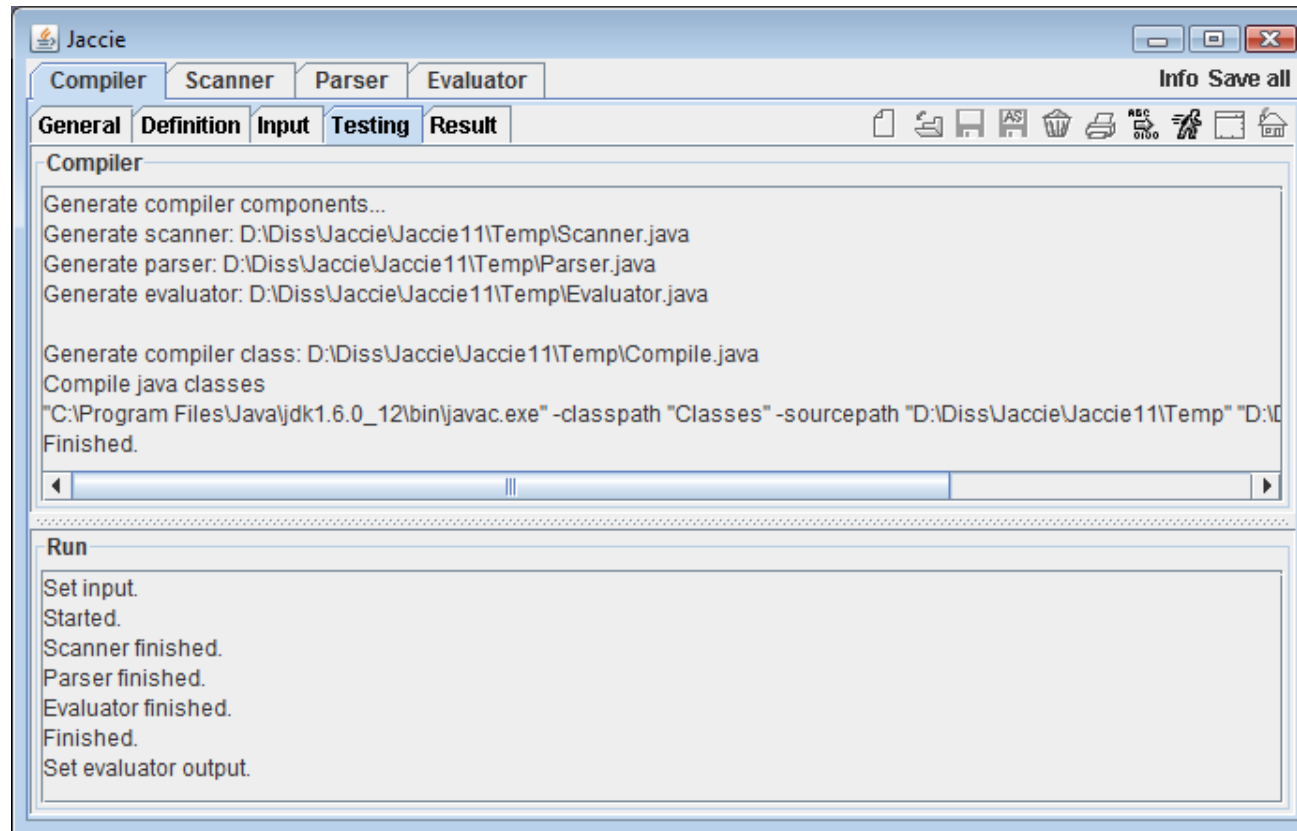 Jaccie
Compiler Scanner Parser Evaluator Info Save all
General Definition Input Testing Result
Compiler
Generate compiler components...
Generate scanner: D:\Diss\Jaccie\Jaccie11\Temp\Scanner.java
Generate parser: D:\Diss\Jaccie\Jaccie11\Temp\Parser.java
Generate evaluator: D:\Diss\Jaccie\Jaccie11\Temp\Evaluator.java
Generate compiler class: D:\Diss\Jaccie\Jaccie11\Temp\Compile.java
Compile java classes
"C:\Program Files\Java\jdk1.6.0_12\bin\javac.exe" -classpath "Classes" -sourcepath "D:\Diss\Jaccie\Jaccie11\Temp" "D:\
Finished.
Run
Set input.
Started.
Scanner finished.
Parser finished.
Evaluator finished.
Finished.
Set evaluator output.